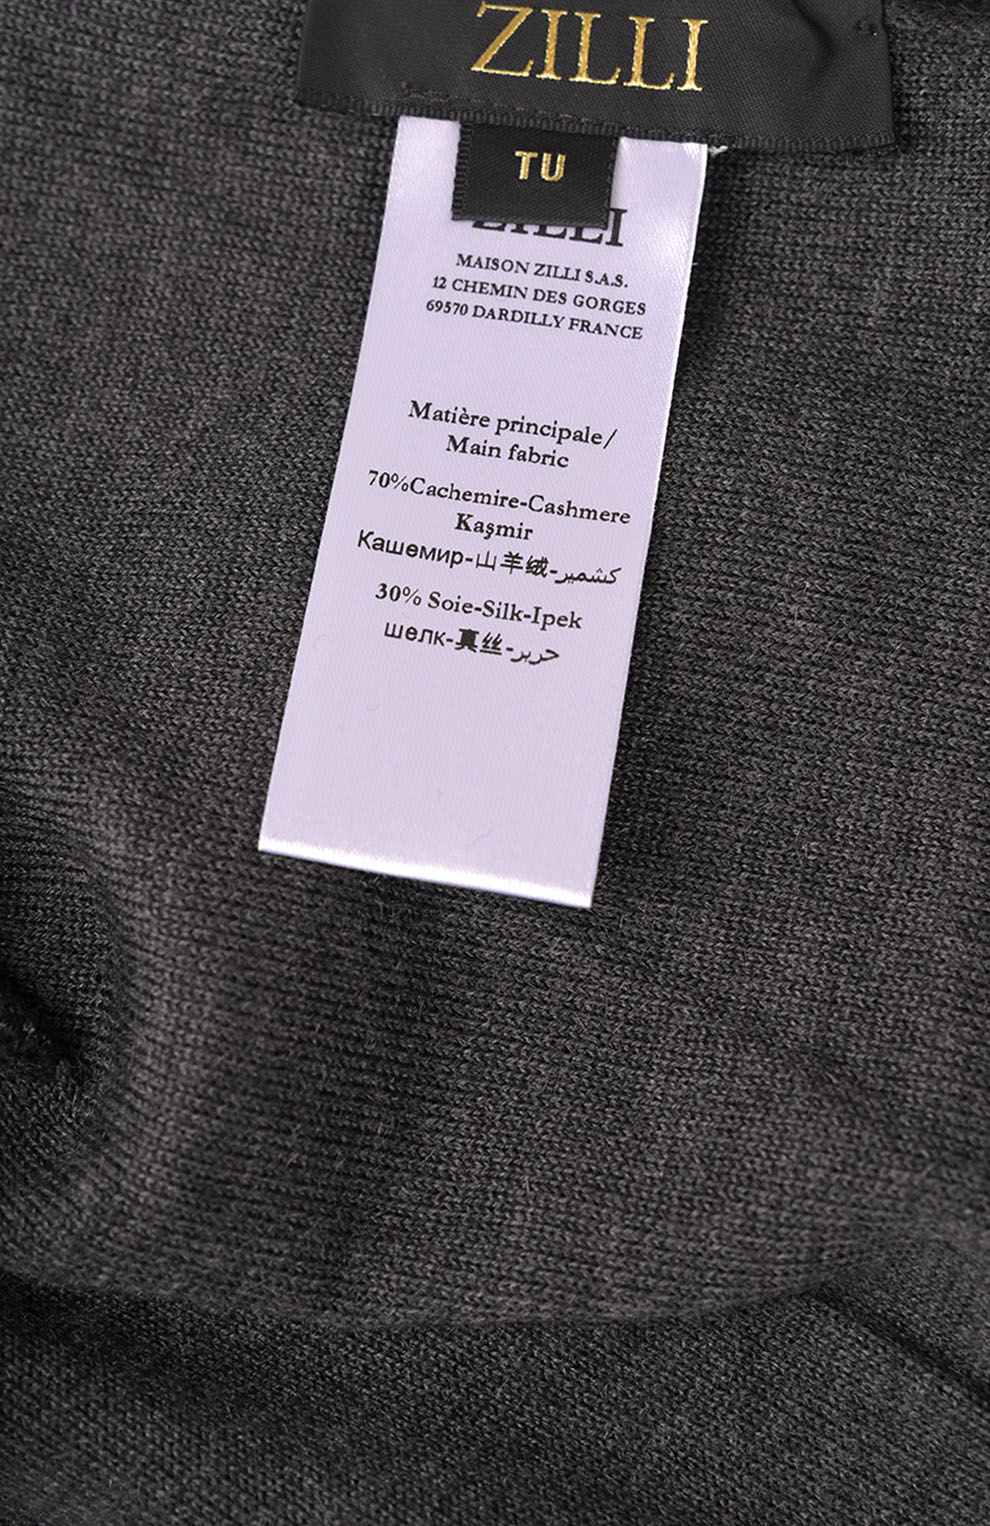 ZILLI
TU
ZILLI
MAISON ZILLI S.A.S.
12 CHEMIN DES GORGES
69570 DARDILLY FRANCE
Matière principale/
Main fabric
70%Cachemire-Cashmere
Kaşmir
Кашемир-山羊绒-كشمير
30% Soie-Silk-Ipek
шелк-真丝-حرير